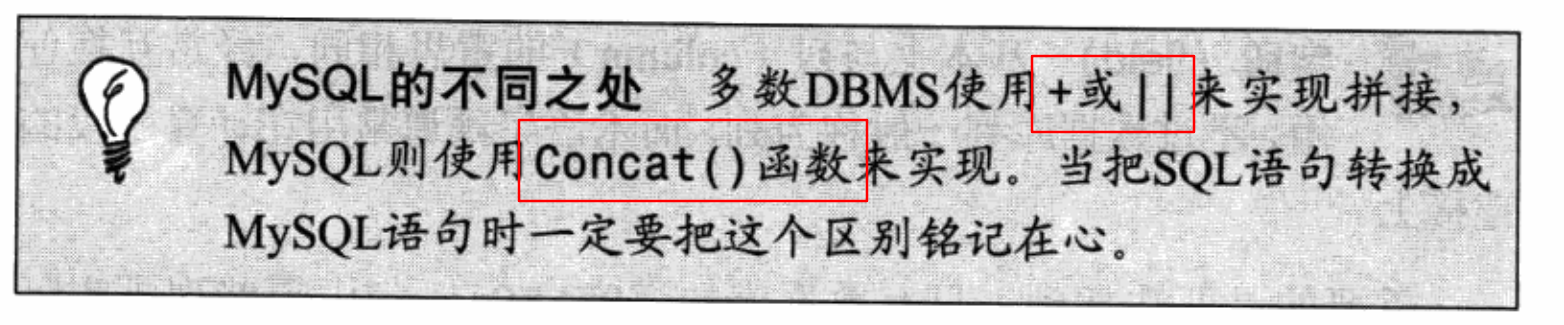 MySQL的不同之处 多数DBMS使用+或||来实现拼接，
MySQL则使用Concat()函数来实现。当把SQL语句转换成
MySQL语句时一定要把这个区别铭记在心。